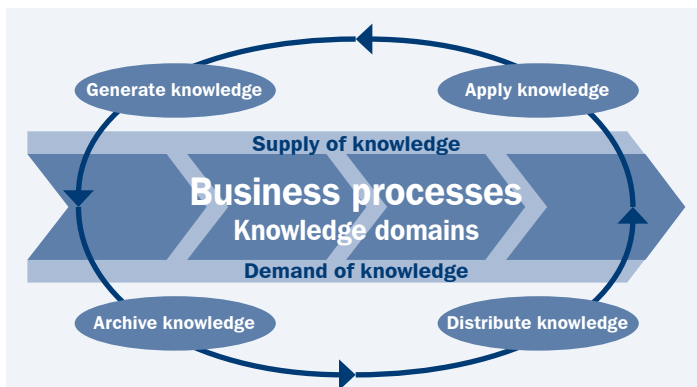 Generate knowledge
Apply knowledge
Supply of knowledge
Business processes
Knowledge domains
Demand of knowledge
Archive knowledge
Distribute knowledge